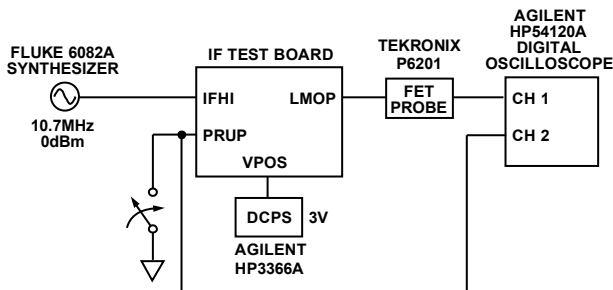 FLUKE 6082A
SYNTHESIZER
10.7MHz
0dBm
IF TEST BOARD
IFHI
LMOP
PRUP
VPOS
DCPS
3V
AGILENT
HP3366A
TEKRONIX
P6201
FET
PROBE
AGILENT
HP54120A
DIGITAL
OSCILLOSCOPE
CH 1
CH 2